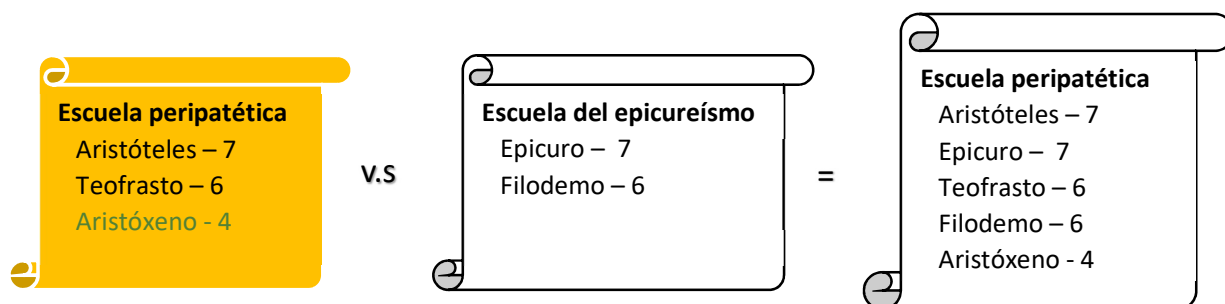 Escuela peripatética
Aristóteles – 7
Teofrasto – 6
Aristóxeno - 4
v.s
Escuela del epicureísmo
Epicuro – 7
Filodemo – 6
=
Escuela peripatética
Aristóteles – 7
Epicuro – 7
Teofrasto – 6
Filodemo – 6
Aristóxeno - 4